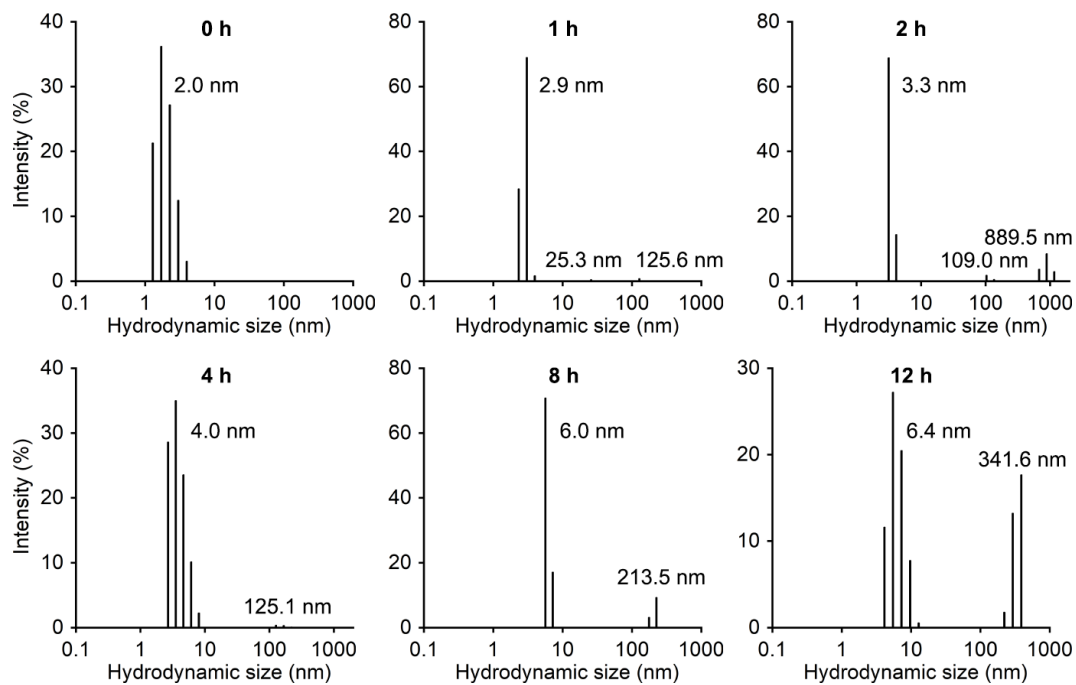 0 h
1 h
2 h
Intensity (%)
40
30
20
10
0
2.0 nm
0.1 1 10 100 1000
Hydrodynamic size (nm)
80
60
40
20
0
2.9 nm
25.3 nm
125.6 nm
0.1 1 10 100 1000
Hydrodynamic size (nm)
80
60
40
20
0
3.3 nm
889.5 nm
109.0 nm
0.1 1 10 100 1000
Hydrodynamic size (nm)
4 h
8 h
12 h
Intensity (%)
40
30
20
10
0
4.0 nm
125.1 nm
0.1 1 10 100 1000
Hydrodynamic size (nm)
80
60
40
20
0
6.0 nm
213.5 nm
0.1 1 10 100 1000
Hydrodynamic size (nm)
30
20
10
0
6.4 nm
341.6 nm
0.1 1 10 100 1000
Hydrodynamic size (nm)